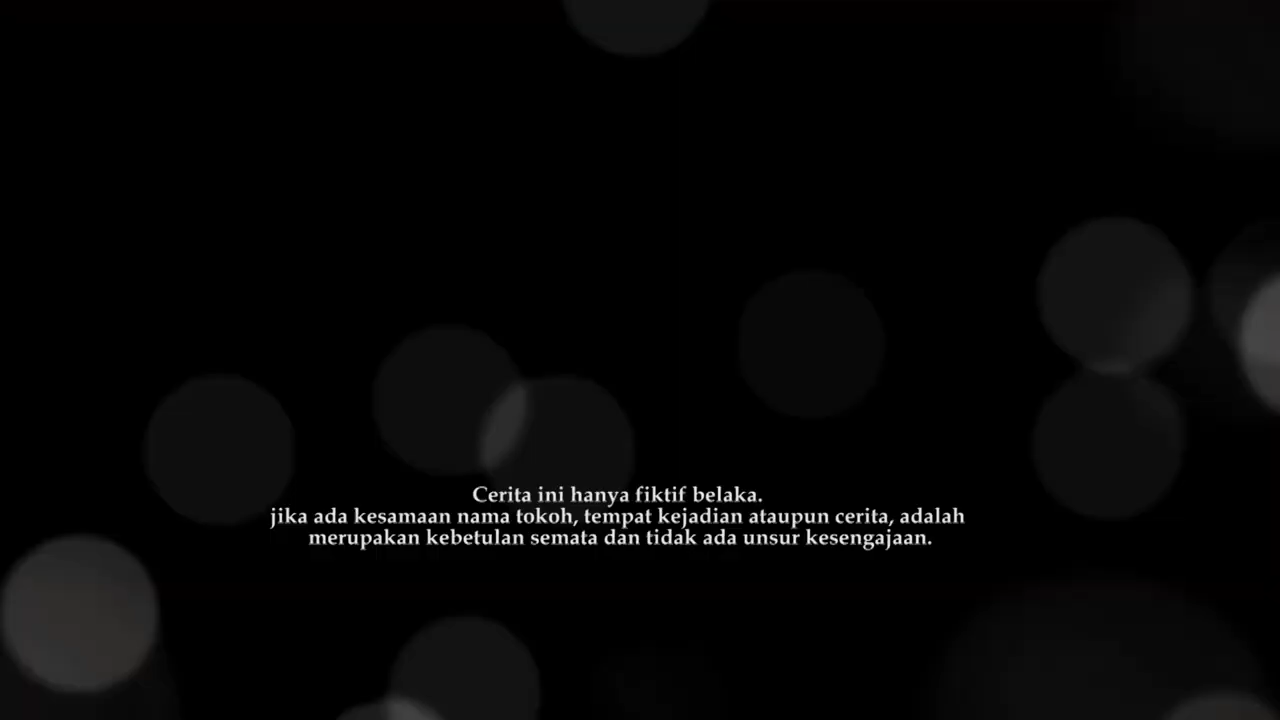 Cerita ini hanya fiktif belaka.
jika ada kesamaan nama tokoh, tempat kejadian ataupun cerita, adalah
merupakan kebetulan semata dan tidak ada unsur kesengajaan.